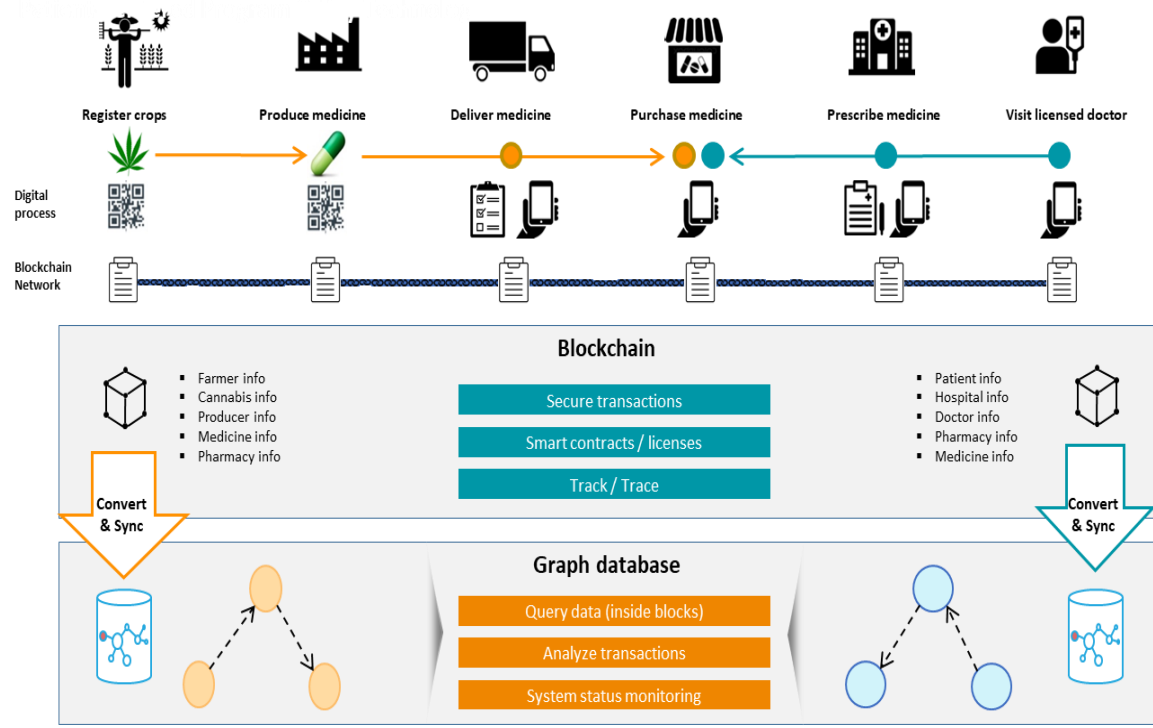 Register crops
Produce medicine
Deliver medicine
Purchase medicine
Prescribe medicine
Visit licensed doctor
Digital
process
Blockchain
Network
Blockchain
▪ Farmer info
▪ Cannabis info
▪ Producer info
▪ Medicine info
▪ Pharmacy info
Secure transactions
Smart contracts / licenses
Track / Trace
▪ Patient info
▪ Hospital info
▪ Doctor info
▪ Pharmacy info
▪ Medicine info
Convert
& Sync
Convert
& Sync
Graph database
Query data (inside blocks)
Analyze transactions
System status monitoring